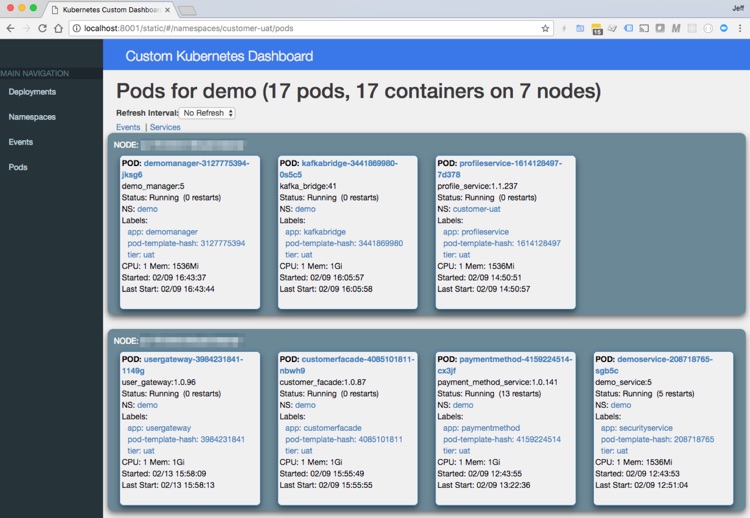 Kubernetes Custom Dashboa
Jeff
localhost:8001/static/#/namespaces/customer-uat/pods
15
Custom Kubernetes Dashboard
MAIN NAVIGATION
Deployments
Namespaces
Events
Pods
Pods for demo (17 pods, 17 containers on 7 nodes)
Refresh Interval: No Refresh
Events | Services
NODE:
POD: demomanager-3127775394-
jksg6
demo_manager:5
Status: Running (0 restarts)
NS: demo
Labels:
app: demomanager
pod-template-hash: 3127775394
tier: uat
CPU: 1 Mem: 1536Mi
Started: 02/09 16:43:37
Last Start: 02/09 16:43:44
POD: kafkabridge-3441869980-
0s5c5
kafka_bridge:41
Status: Running (0 restarts)
NS: demo
Labels:
app: kafkabridge
pod-template-hash: 3441869980
tier: uat
CPU: 1 Mem: 1Gi
Started: 02/09 16:05:57
Last Start: 02/09 16:05:58
POD: profileservice-1614128497-
7d378
profile_service:1.1.237
Status: Running (0 restarts)
NS: customer-uat
Labels:
app: profileservice
pod-template-hash: 1614128497
tier: uat
CPU: 1 Mem: 1536Mi
Started: 02/09 14:50:51
Last Start: 02/09 14:50:57
NODE:
POD: usergateway-3984231841-
1149g
user_gateway:1.0.96
Status: Running (0 restarts)
NS: demo
Labels:
app: usergateway
pod-template-hash: 3984231841
tier: uat
CPU: 1 Mem: 1Gi
Started: 02/13 15:58:09
Last Start: 02/13 15:58:13
POD: customerfacade-4085101811-
nbwh9
customer_facade:1.0.87
Status: Running (0 restarts)
NS: demo
Labels:
app: customerfacade
pod-template-hash: 4085101811
tier: uat
CPU: 1 Mem: 1Gi
Started: 02/09 15:55:49
Last Start: 02/09 15:55:55
POD: paymentmethod-4159224514-
cx3jf
payment_method_service:1.0.141
Status: Running (13 restarts)
NS: demo
Labels:
app: paymentmethod
pod-template-hash: 4159224514
tier: uat
CPU: 1 Mem: 1Gi
Started: 02/09 12:43:55
Last Start: 02/09 13:22:36
POD: demoservice-208718765-
sgb5c
demo_service:5
Status: Running (5 restarts)
NS: demo
Labels:
app: securityservice
pod-template-hash: 208718765
tier: uat
CPU: 1 Mem: 1536Mi
Started: 02/09 12:43:53
Last Start: 02/09 12:51:04